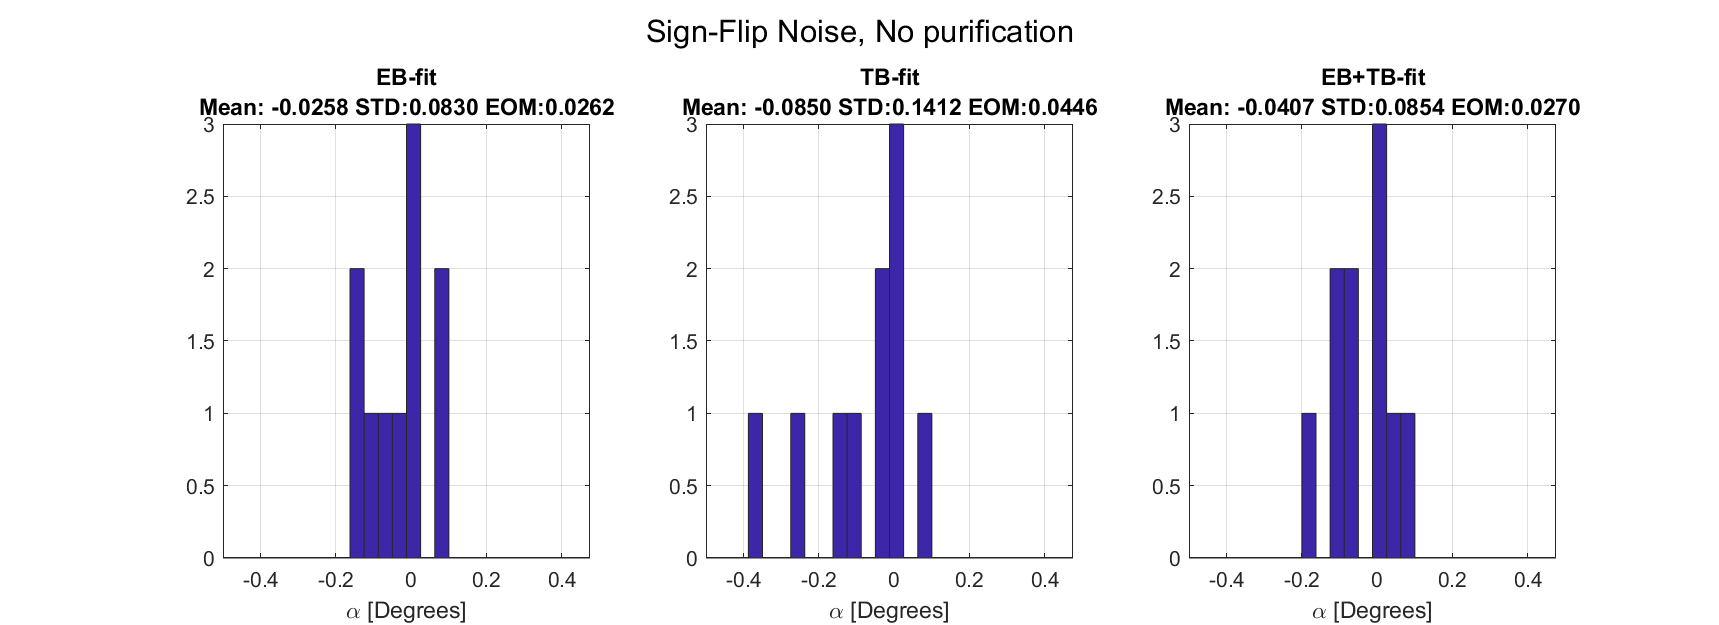 Sign-Flip Noise, No purification
EB-fit
Mean: -0.0258 STD:0.0830 EOM:0.0262
3
2.5
2
1.5
1
0.5
0
-0.4 -0.2 0 0.2 0.4
α [Degrees]
TB-fit
Mean: -0.0850 STD:0.1412 EOM:0.0446
3
2.5
2
1.5
1
0.5
0
-0.4 -0.2 0 0.2 0.4
α [Degrees]
EB+TB-fit
Mean: -0.0407 STD:0.0854 EOM:0.0270
3
2.5
2
1.5
1
0.5
0
-0.4 -0.2 0 0.2 0.4
α [Degrees]